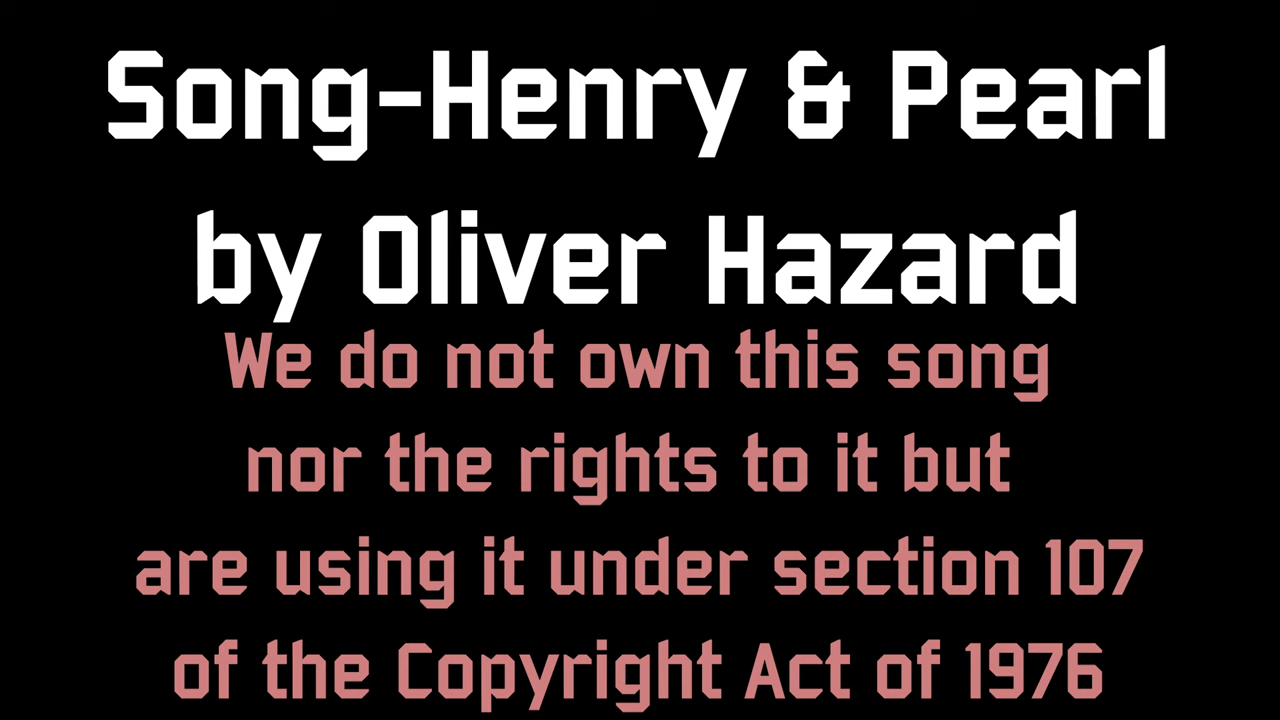 Song-Henry & Pearl
by Oliver Hazard
We do not own this song
nor the rights to it but
are using it under section 107
of the Copyright Act of 1976